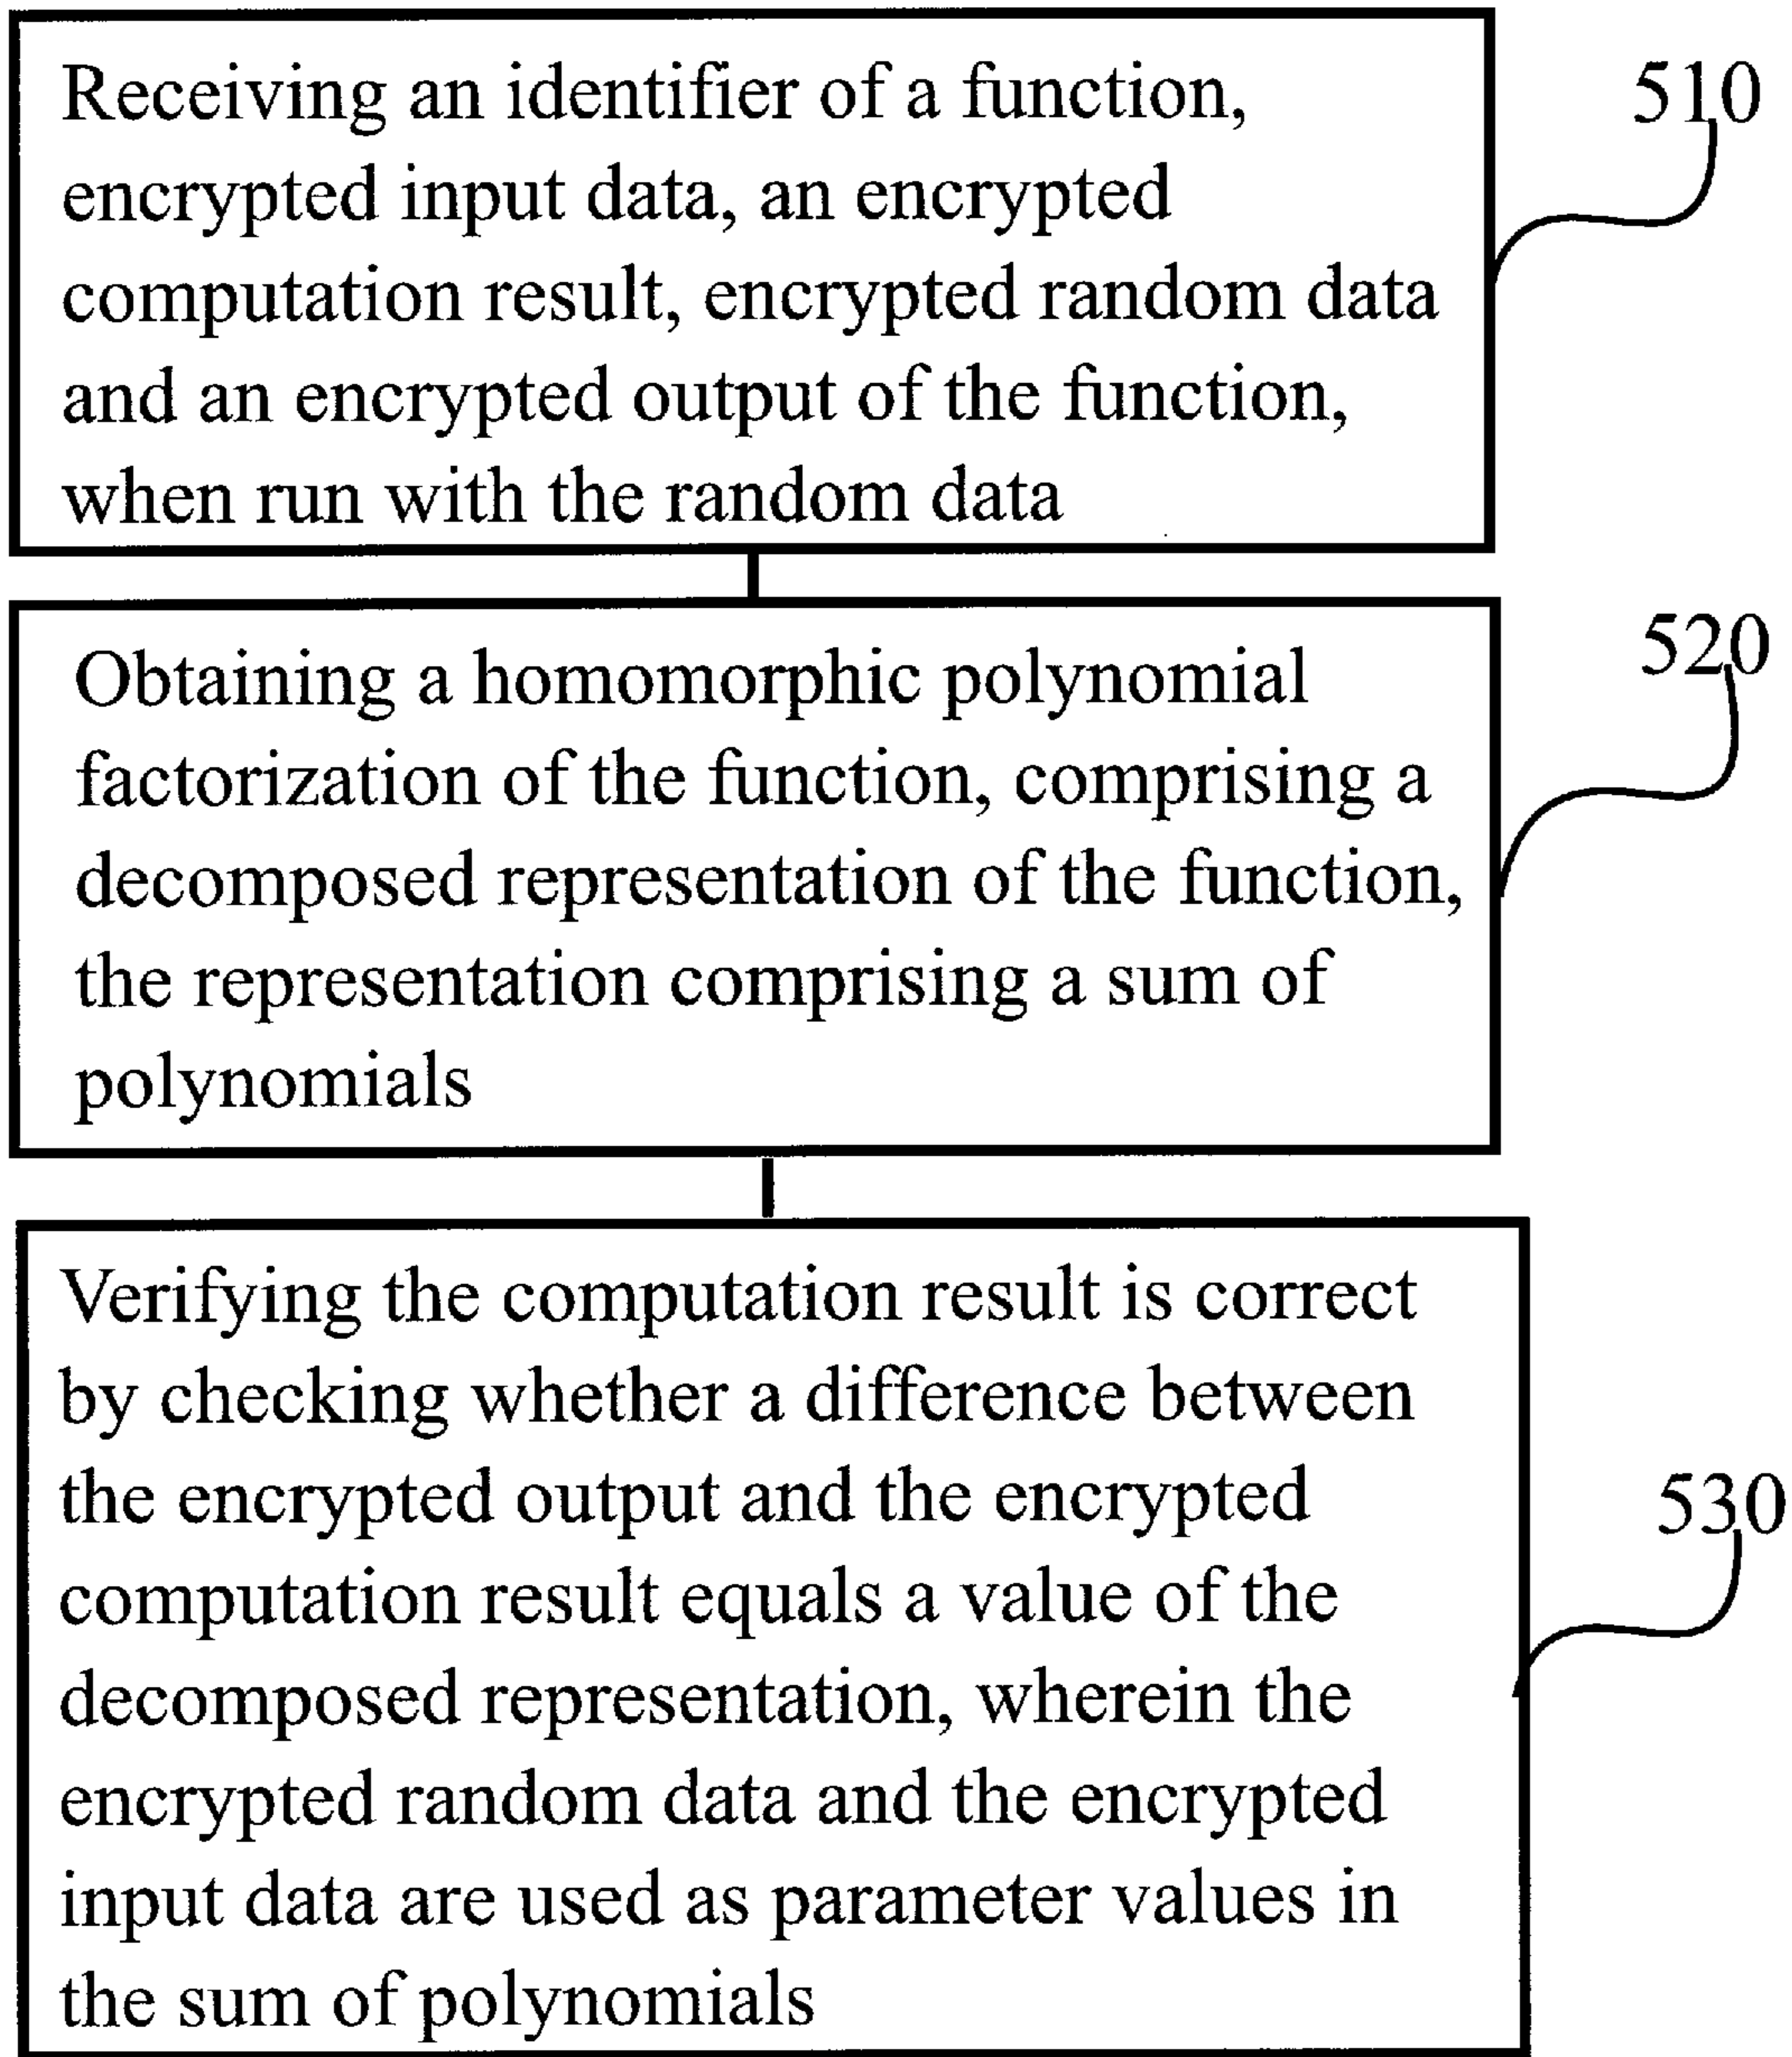 Receiving an identifier of a function,
encrypted input data, an encrypted
computation result, encrypted random data
and an encrypted output of the function,
when run with the random data
510
Obtaining a homomorphic polynomial
factorization of the function, comprising a
decomposed representation of the function,
the representation comprising a sum of
polynomials
520
Verifying the computation result is correct
by checking whether a difference between
the encrypted output and the encrypted
computation result equals a value of the
decomposed representation, wherein the
encrypted random data and the encrypted
input data are used as parameter values in
the sum of polynomials
530